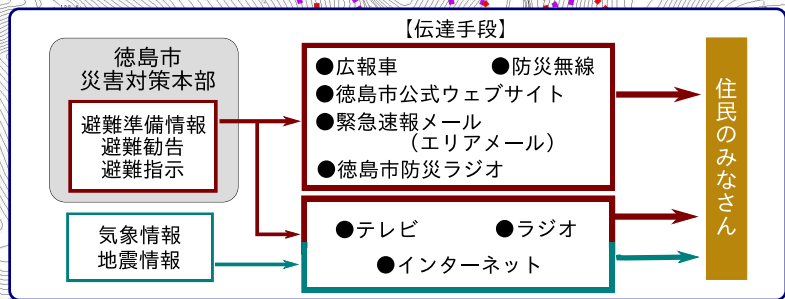 徳島市
災害対策本部
避難準備情報
避難勧告
避難指示
気象情報
地震情報
【伝達手段】
●広報車 ●防災無線
●徳島市公式ウェブサイト
●緊急速報メール
（エリアメール）
●徳島市防災ラジオ
●テレビ ●ラジオ
●インターネット
住民のみなさん